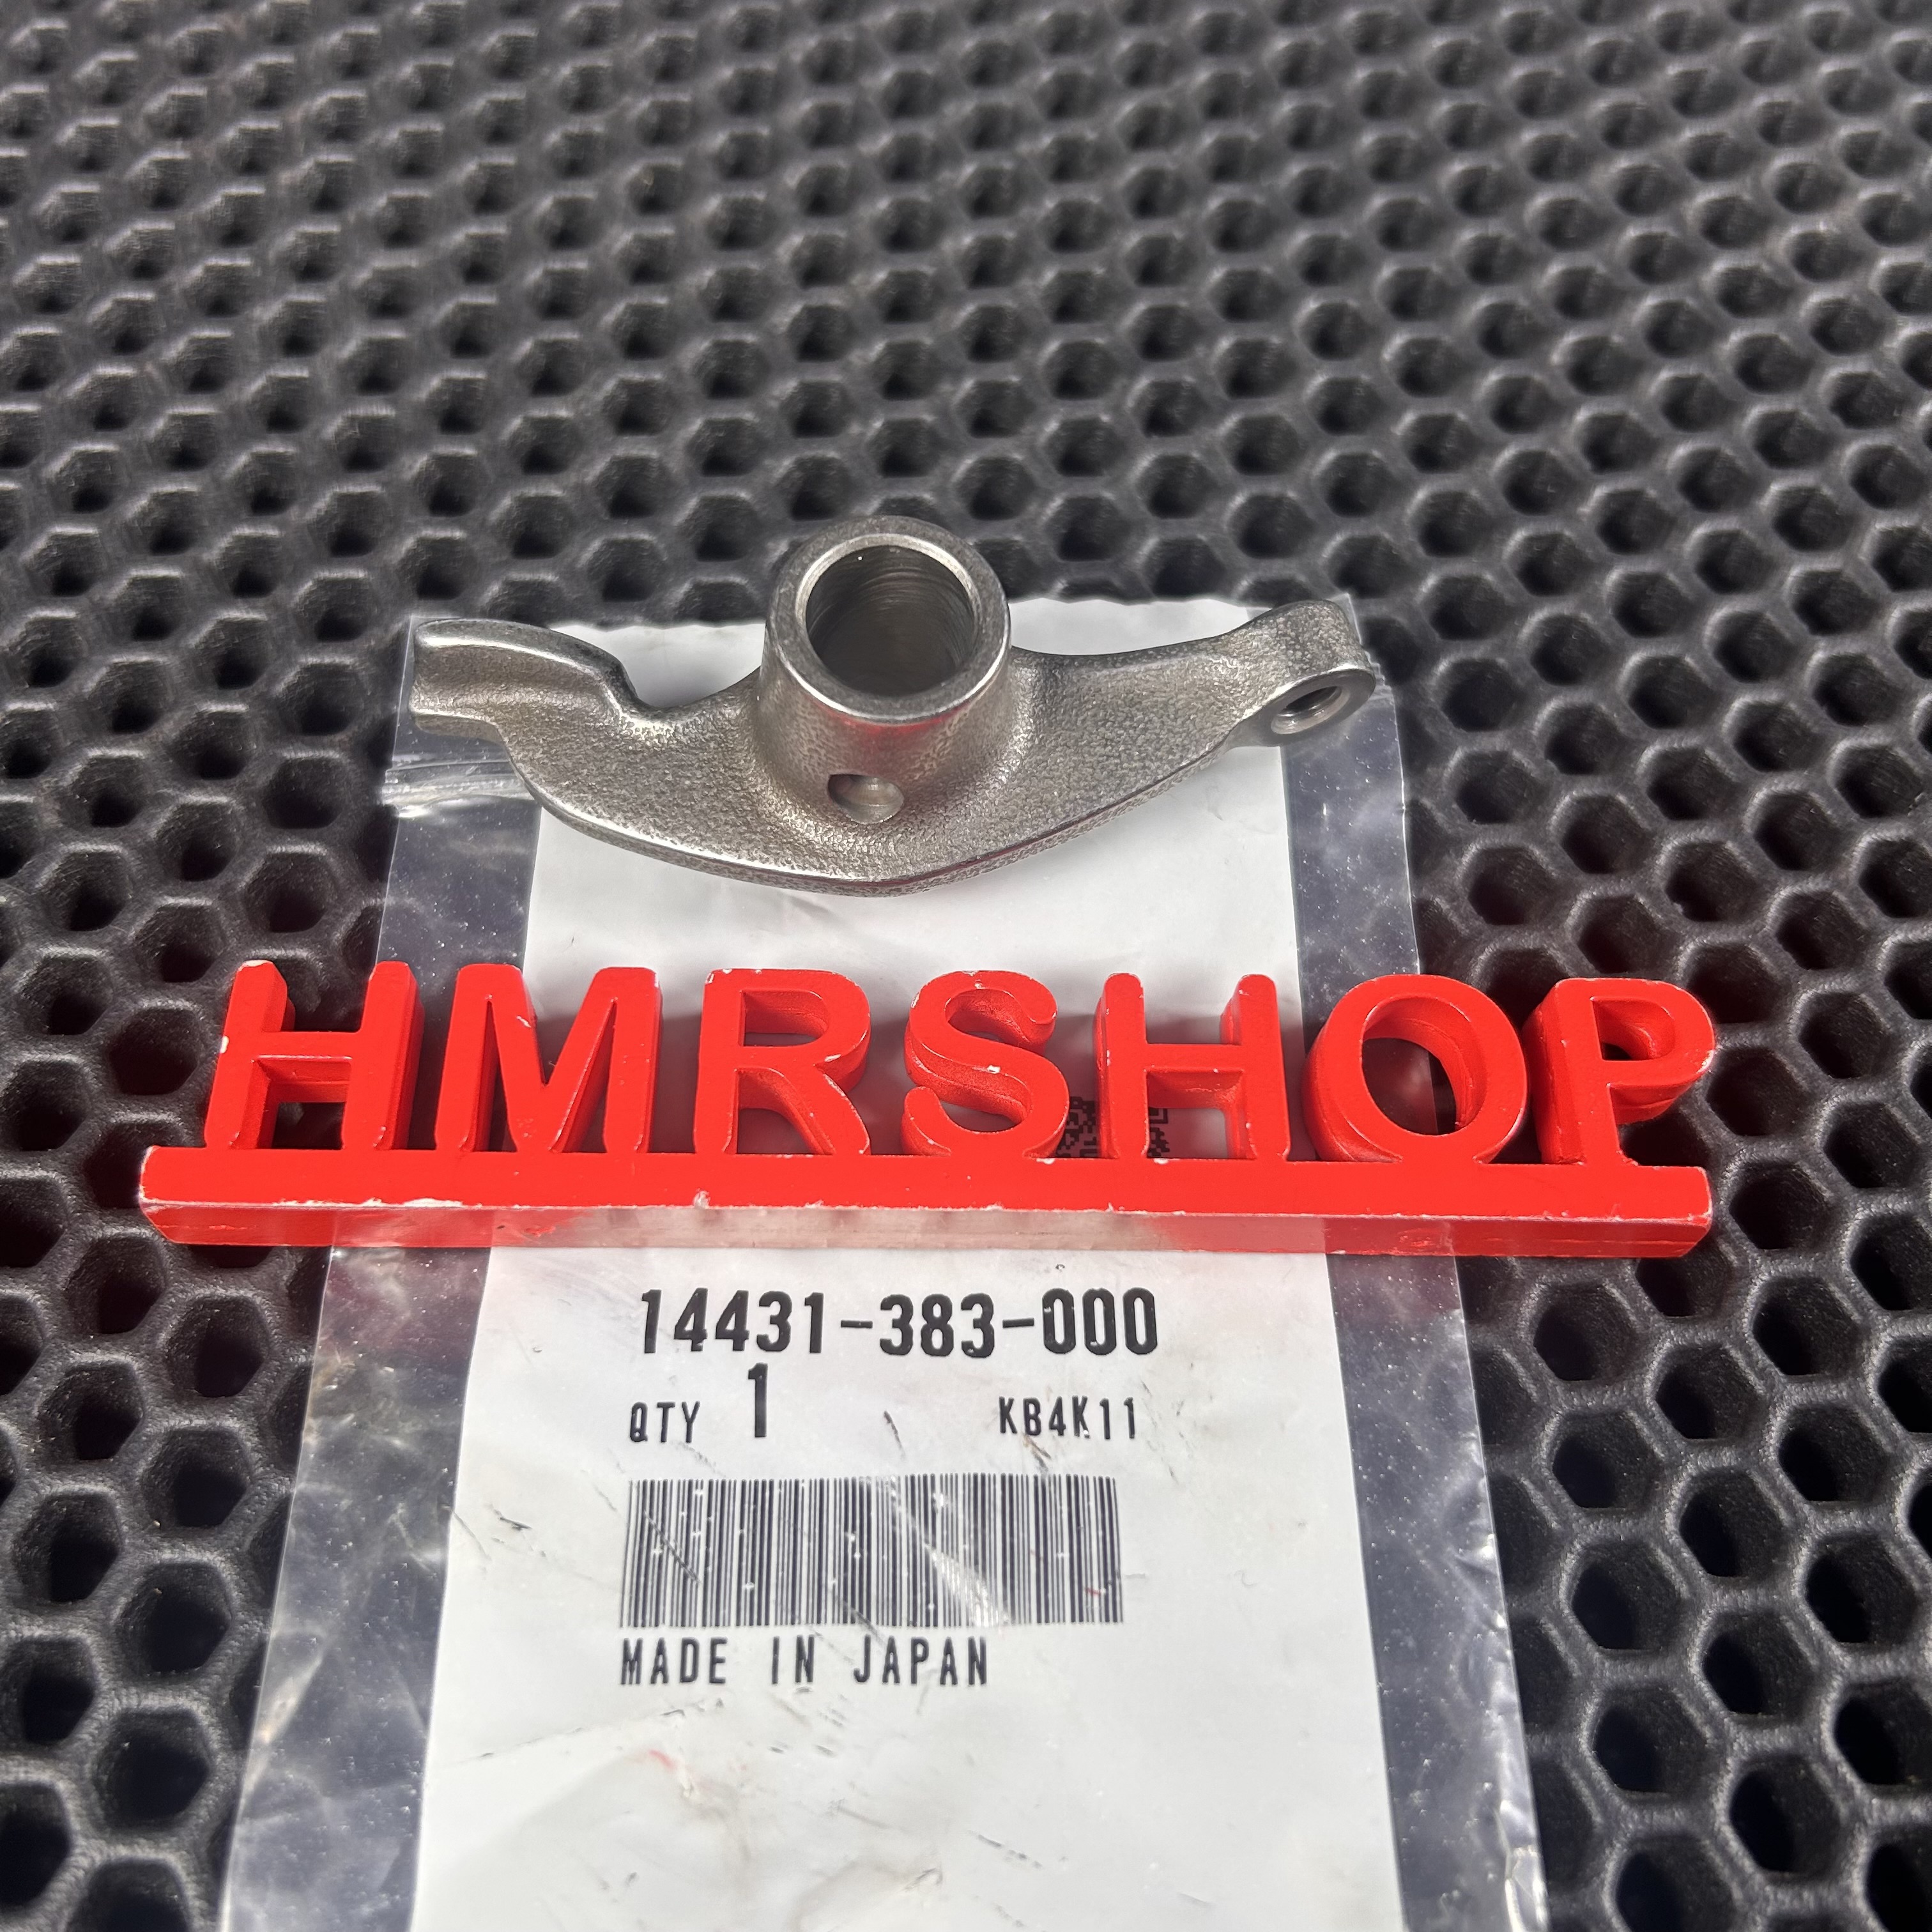 HMRSHOP
14431-383-000
QTY 1 KB4K11
MADE IN JAPAN